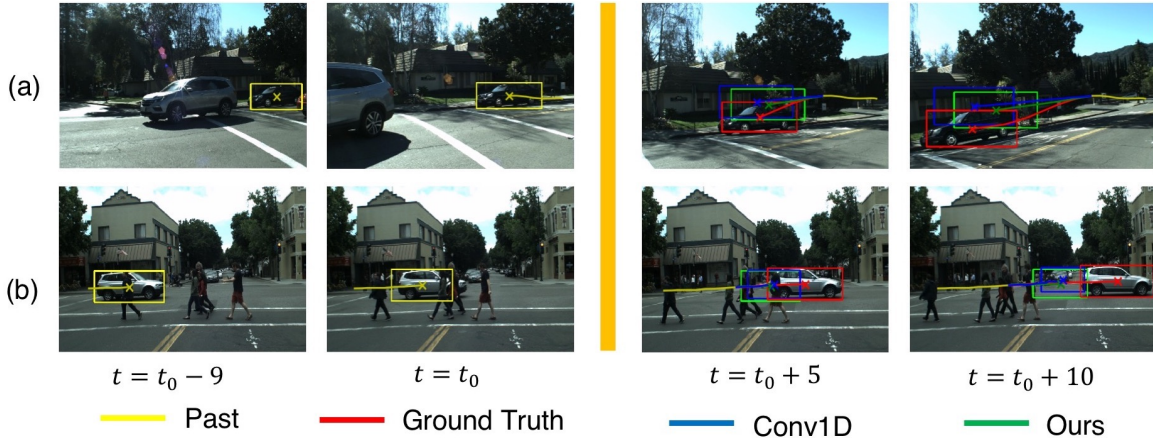 (a)
(b)
t = t₀ − 9
t = t₀
t = t₀ + 5
t = t₀ + 10
Past
Ground Truth
Conv1D
Ours